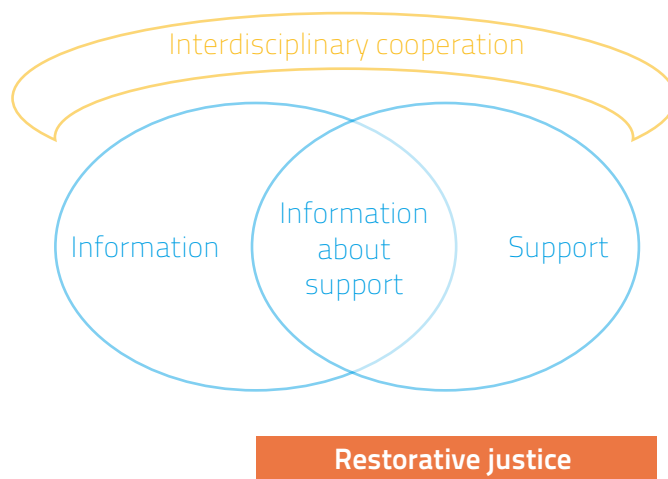 Interdisciplinary cooperation
Information
Information
about
support
Support
Restorative justice